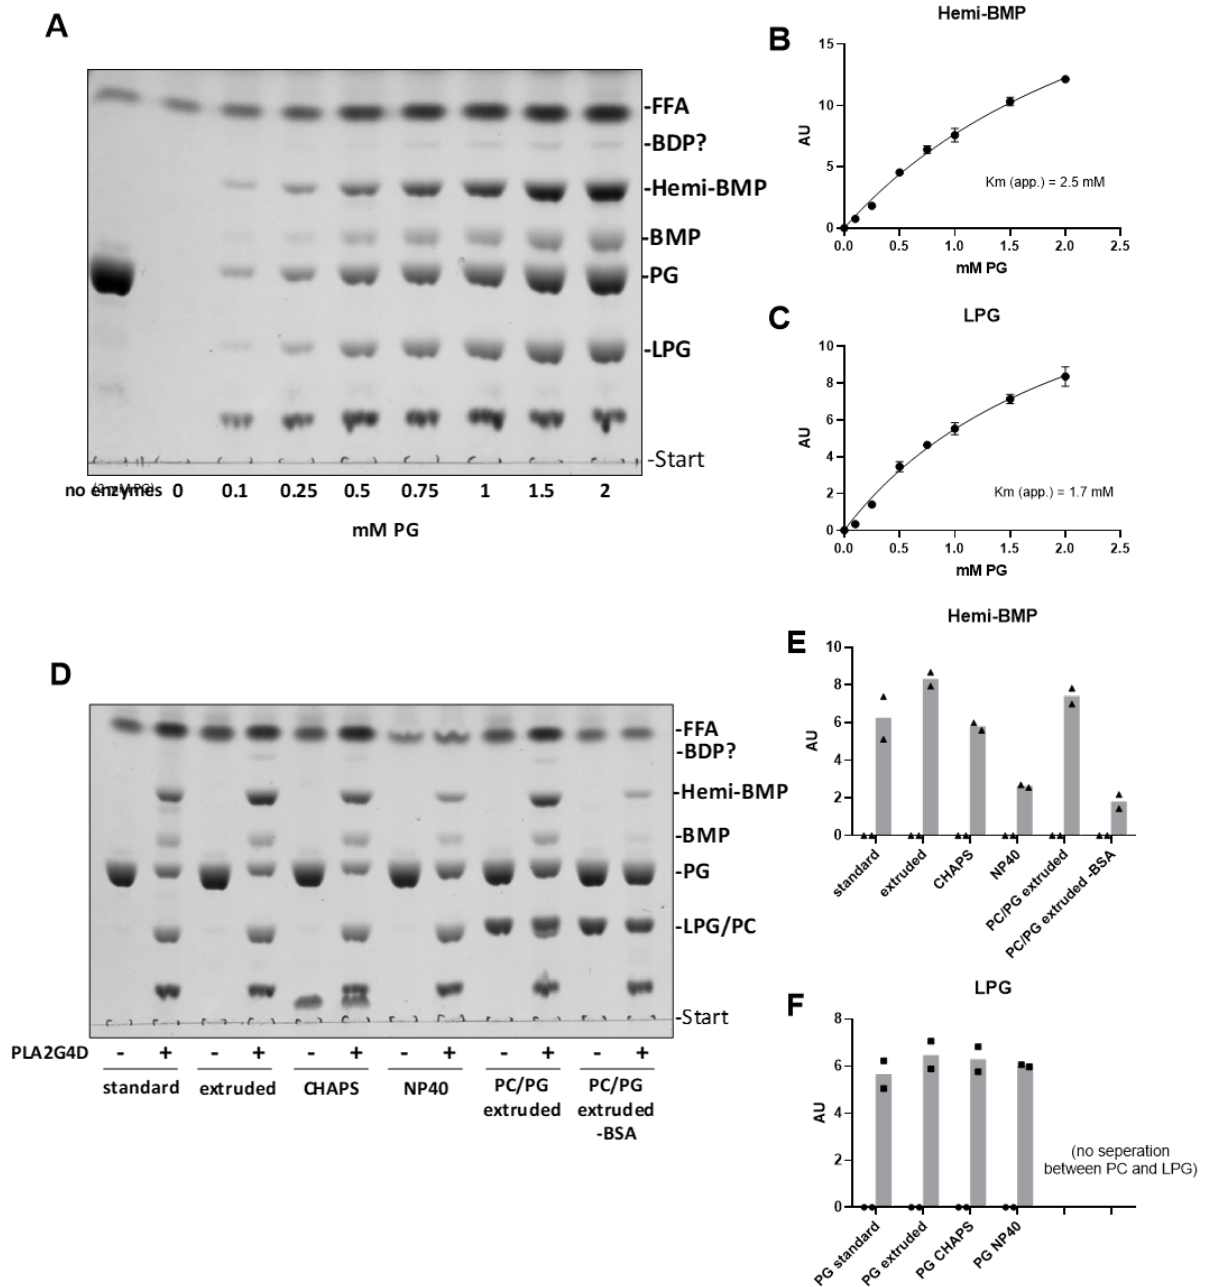 A
-FFA
-BDP?
-Hemi-BMP
-BMP
-PG
-LPG
-Start
no enzymes 0 0.1 0.25 0.5 0.75 1 1.5 2
mM PG
B
Hemi-BMP
15
10
5
0
AU
Km (app.) = 2.5 mM
0.0 0.5 1.0 1.5 2.0 2.5
mM PG
C
LPG
10
8
6
4
2
0
AU
Km (app.) = 1.7 mM
0.0 0.5 1.0 1.5 2.0 2.5
mM PG
D
-FFA
-BDP?
-Hemi-BMP
-BMP
-PG
-LPG/PC
-Start
PLA2G4D - + - + - + - + - + - +
standard extruded CHAPS NP40 PC/PG PC/PG
extruded extruded
-BSA
E
Hemi-BMP
10
8
6
4
2
0
AU
standard
extruded
CHAPS
NP40
PC/PG extruded
PC/PG extruded -BSA
F
LPG
8
6
4
2
0
AU
(no seperation
between PC and LPG)
PG standard
PG extruded
PG CHAPS
PG NP40